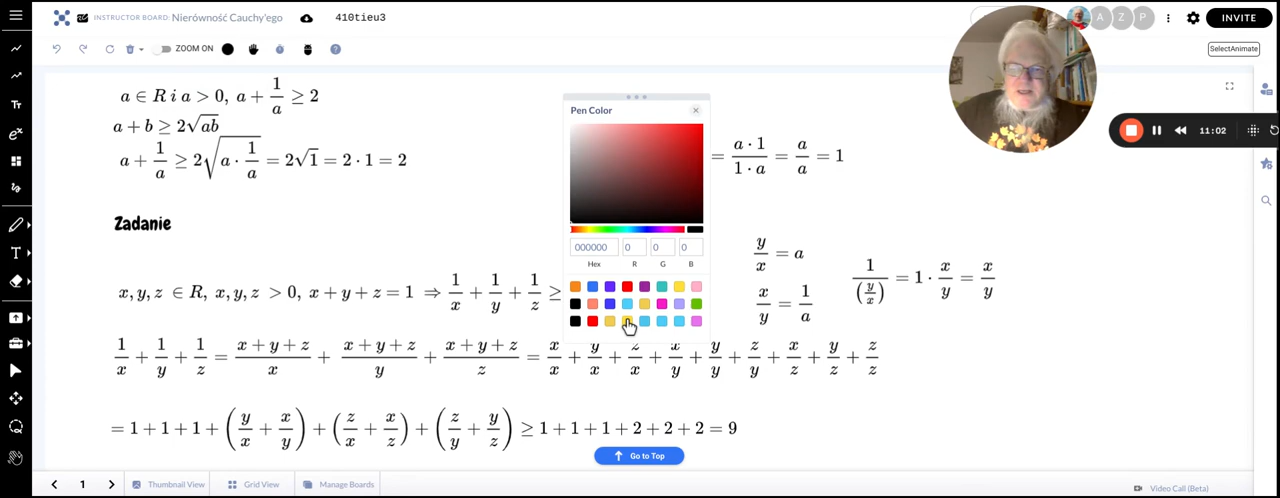 INSTRUCTOR BOARD: Nierówność Cauchy'ego
410tieu3
A Z P
INVITE
ZOOM ON
SelectAnimate
a ∈ R i a > 0, a + 1/a ≥ 2
a + b ≥ 2√ab
a + 1/a ≥ 2√(a · 1/a) = 2√1 = 2 · 1 = 2
= (a · 1)/(1 · a) = a/a = 1
11:02
Pen Color
000000 0 0 0
Hex R G B
Zadanie
x, y, z ∈ R, x, y, z > 0, x + y + z = 1 ⇒ 1/x + 1/y + 1/z ≥
y/x = a
x/y = 1/a
1/(y/x) = 1 · x/y = x/y
1/x + 1/y + 1/z = (x + y + z)/x + (x + y + z)/y + (x + y + z)/z = x/x + y/x + z/x + x/y + y/y + z/y + x/z + y/z + z/z
= 1 + 1 + 1 + (y/x + x/y) + (z/x + x/z) + (z/y + y/z) ≥ 1 + 1 + 1 + 2 + 2 + 2 = 9
Go to Top
1
Thumbnail View
Grid View
Manage Boards
Video Call (Beta)